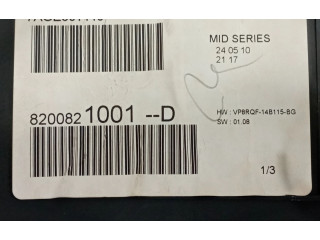 MID SERIES
24 05 10
21 17
8200821001 --D
HW : VP8RQF-14B115-BG
SW : 01.08
1/3